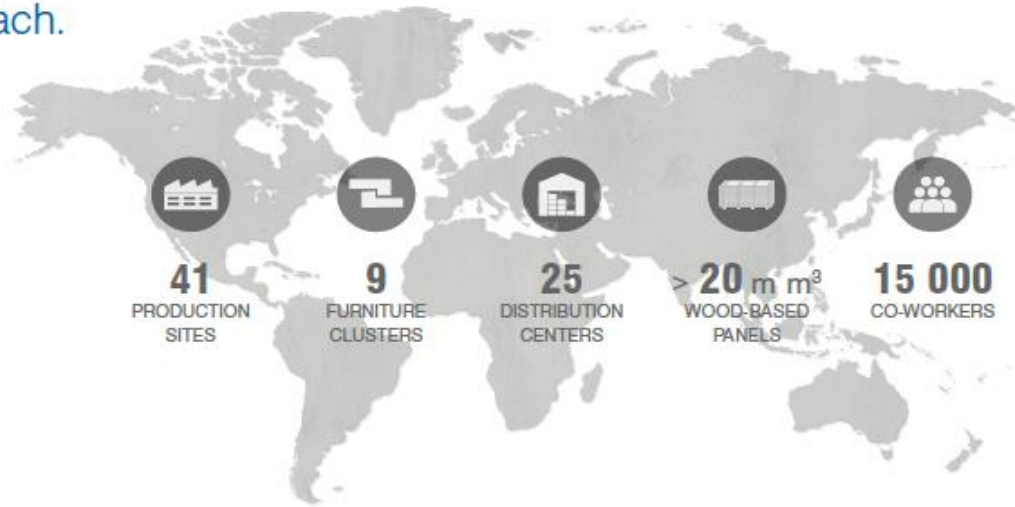 ach.
41
PRODUCTION
SITES
9
FURNITURE
CLUSTERS
25
DISTRIBUTION
CENTERS
> 20 m m³
WOOD-BASED
PANELS
15 000
CO-WORKERS